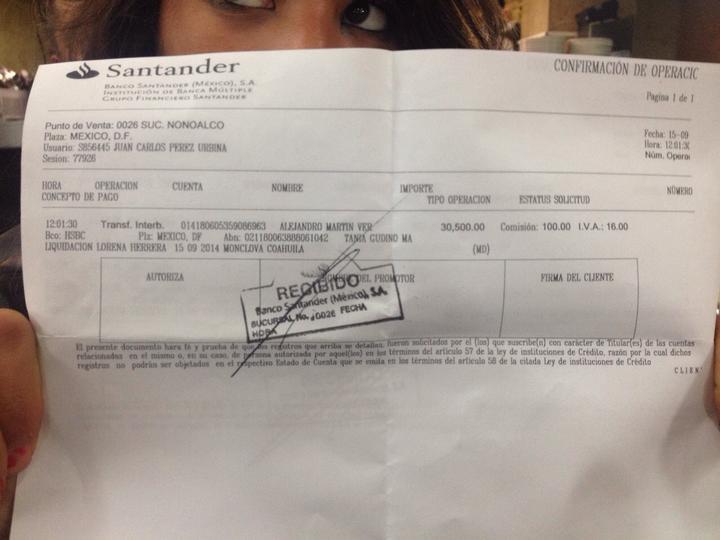 Santander
BANCO SANTANDER (MÉXICO), S.A.
INSTITUCIÓN DE BANCA MÚLTIPLE
GRUPO FINANCIERO SANTANDER
CONFIRMACIÓN DE OPERACIC
Pagina 1 de 1
Punto de Venta: 0026 SUC. NONOALCO
Plaza: MEXICO, D.F.
Usuario: S856445 JUAN CARLOS PEREZ URBINA
Sesion: 77926
Fecha: 15-09
Hora: 12:01:3
Núm. Opera
HORA OPERACION CUENTA NOMBRE IMPORTE NÚMERO
CONCEPTO DE PAGO TIPO OPERACION ESTATUS SOLICITUD
12:01:30 Transf. Interb. 014180605359086963 ALEJANDRO MARTIN VER 30,500.00 Comisión: 100.00 I.V.A.: 16.00
Bco: HSBC Plz: MEXICO, DF Abn: 021180063888061042 TANIA GUDINO MA
LIQUIDACION LORENA HERRERA 15 09 2014 MONCLOVA COAHUILA (MD)
AUTORIZA DEL PROMOTOR FIRMA DEL CLIENTE
RECIBIDO
Banco Santander (México), S.A.
SUCURSAL No. 0026 FECHA
HORA
El presente documento hara fé y prueba de que los registros que arriba se detallan, fueron solicitados por el (los) que suscribe(n) con carácter de Titular(es) de las cuentas
relacionados en el mismo o, en su caso, de persona autorizada por aquel(los) en los términos del artículo 57 de la ley de instituciones de Crédito, razón por la cual dichos
registros no podrán ser objetados en el respectivo Estado de Cuenta que se emita en los términos del artículo 58 de la citada Ley de instituciones de Crédito
CLIEN